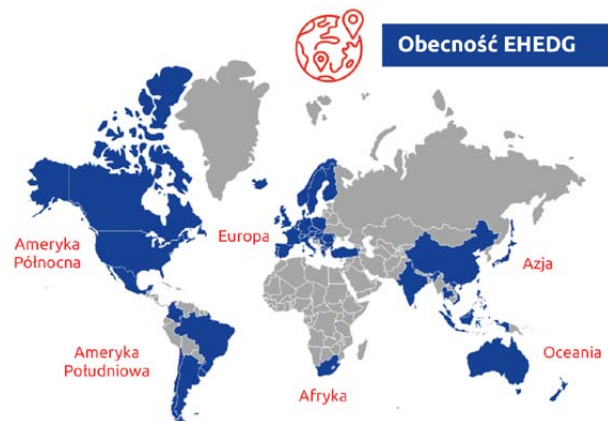 Obecność EHEDG
Ameryka
Północna
Europa
Azja
Ameryka
Południowa
Afryka
Oceania